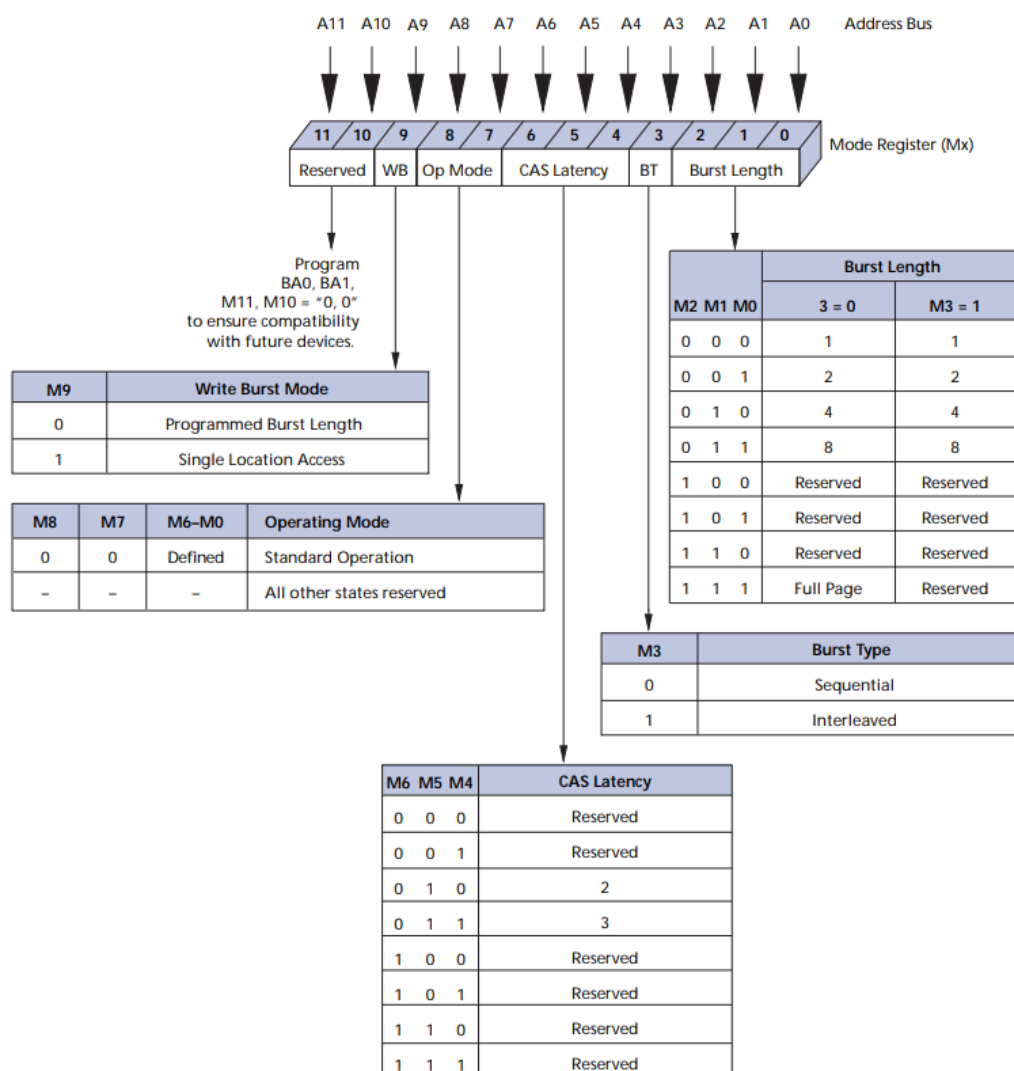 A11 A10 A9 A8 A7 A6 A5 A4 A3 A2 A1 A0 Address Bus
11 10 9 8 7 6 5 4 3 2 1 0
Mode Register (Mx)
Reserved WB Op Mode CAS Latency BT Burst Length
Program
BA0, BA1,
M11, M10 = “0, 0”
to ensure compatibility
with future devices.
Burst Length
M2 M1 M0 3 = 0 M3 = 1
0 0 0 1 1
0 0 1 2 2
0 1 0 4 4
0 1 1 8 8
1 0 0 Reserved Reserved
1 0 1 Reserved Reserved
1 1 0 Reserved Reserved
1 1 1 Full Page Reserved
M9 Write Burst Mode
0 Programmed Burst Length
1 Single Location Access
M8 M7 M6–M0 Operating Mode
0 0 Defined Standard Operation
– – – All other states reserved
M3 Burst Type
0 Sequential
1 Interleaved
M6 M5 M4 CAS Latency
0 0 0 Reserved
0 0 1 Reserved
0 1 0 2
0 1 1 3
1 0 0 Reserved
1 0 1 Reserved
1 1 0 Reserved
1 1 1 Reserved